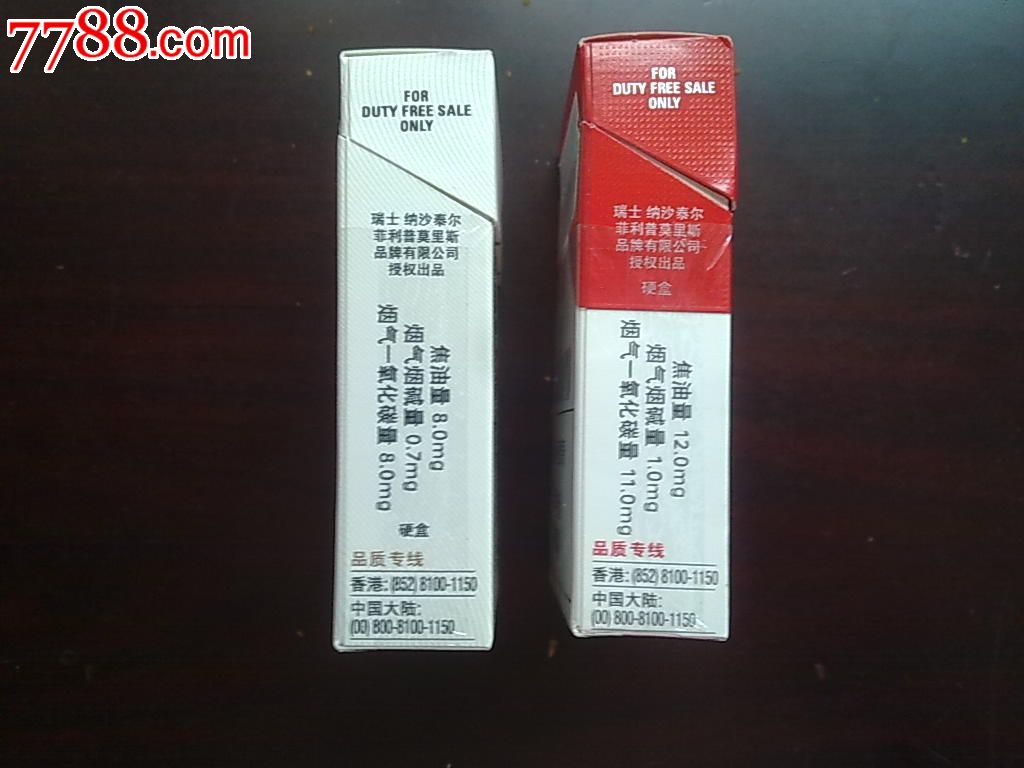 7788.com
FOR
DUTY FREE SALE
ONLY
瑞士 纳沙泰尔
菲利普莫里斯
品牌有限公司
授权出品
焦油量 8.0mg
烟气烟碱量 0.7mg
烟气一氧化碳量 8.0mg
硬盒
品质专线
香港: (852) 8100-1150
中国大陆:
(00) 800-8100-1150
FOR
DUTY FREE SALE
ONLY
瑞士 纳沙泰尔
菲利普莫里斯
品牌有限公司
授权出品
硬盒
焦油量 12.0mg
烟气烟碱量 1.0mg
烟气一氧化碳量 11.0mg
品质专线
香港: (852) 8100-1150
中国大陆:
(00) 800-8100-1150